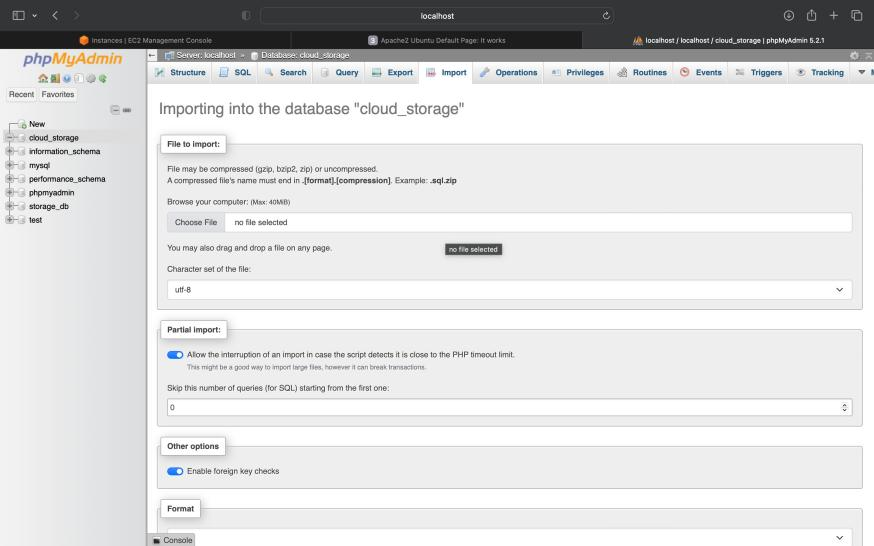 localhost
Instances | EC2 Management Console
3 Apache2 Ubuntu Default Page: It works
localhost / localhost / cloud_storage | phpMyAdmin 5.2.1
phpMyAdmin
Recent Favorites
New
cloud_storage
information_schema
mysql
performance_schema
phpmyadmin
storage_db
test
Server: localhost » Database: cloud_storage
Structure SQL Search Query Export Import Operations Privileges Routines Events Triggers Tracking
Importing into the database "cloud_storage"
File to import:
File may be compressed (gzip, bzip2, zip) or uncompressed.
A compressed file's name must end in .[format].[compression]. Example: .sql.zip
Browse your computer: (Max: 40MiB)
Choose File no file selected
You may also drag and drop a file on any page.
no file selected
Character set of the file:
utf-8
Partial import:
Allow the interruption of an import in case the script detects it is close to the PHP timeout limit.
This might be a good way to import large files, however it can break transactions.
Skip this number of queries (for SQL) starting from the first one:
0
Other options
Enable foreign key checks
Format
Console